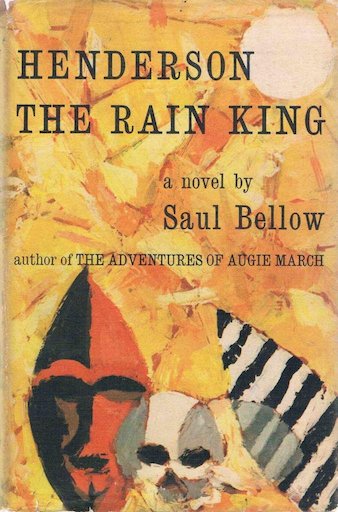 HENDERSON
THE RAIN KING
a novel by
Saul Bellow
author of THE ADVENTURES OF AUGIE MARCH